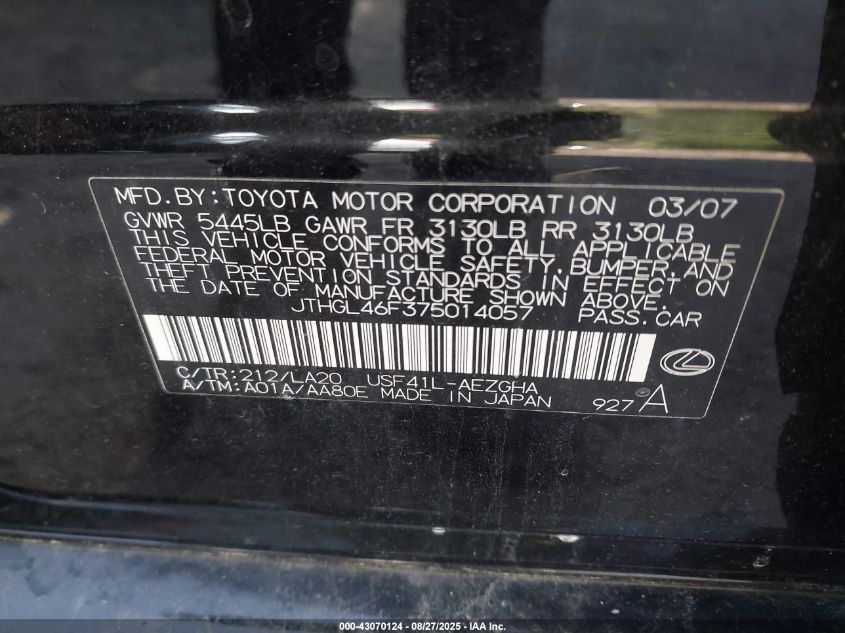 MFD. BY: TOYOTA MOTOR CORPORATION 03/07
GVWR 5445LB GAWR FR 3130LB RR 3130LB
THIS VEHICLE CONFORMS TO ALL APPLICABLE
FEDERAL MOTOR VEHICLE SAFETY, BUMPER, AND
THEFT PREVENTION STANDARDS IN EFFECT ON
THE DATE OF MANUFACTURE SHOWN ABOVE.
JTHGL46F375014057 PASS. CAR
C/TR: 212/LA20 USF41L-AEZGHA
A/TM: A01A/AA80E MADE IN JAPAN 927 A
000-43070124 | 08/27/2025 - IAA Inc.